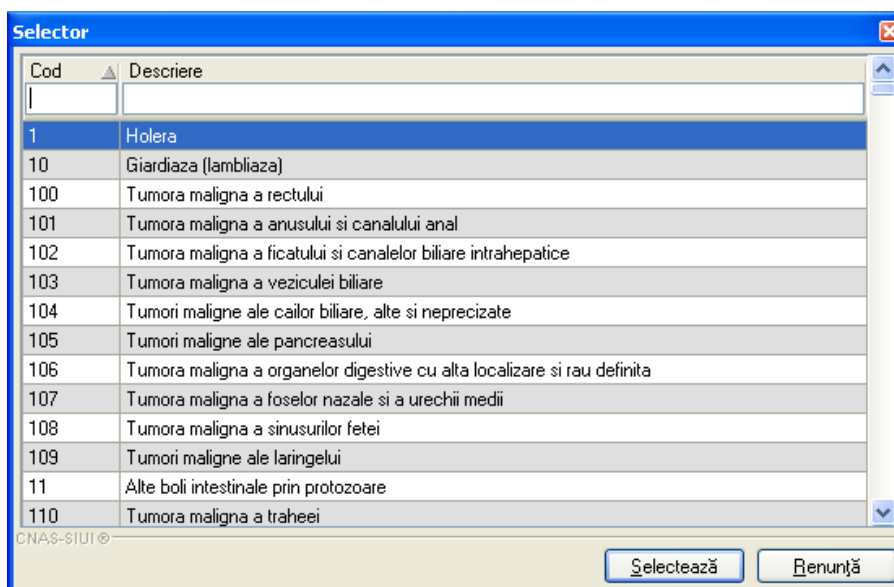 Selector
Cod Descriere
1 Holera
10 Giardiaza (lambliaza)
100 Tumora maligna a rectului
101 Tumora maligna a anusului si canalului anal
102 Tumora maligna a ficatului si canalelor biliare intrahepatice
103 Tumora maligna a veziculei biliare
104 Tumori maligne ale cailor biliare, alte si neprecizate
105 Tumori maligne ale pancreasului
106 Tumora maligna a organelor digestive cu alta localizare si rau definita
107 Tumora maligna a foselor nazale si a urechii medii
108 Tumora maligna a sinusurilor fetei
109 Tumori maligne ale laringelui
11 Alte boli intestinale prin protozoare
110 Tumora maligna a traheei
CNAS-SIUI®
Selectează Renunță